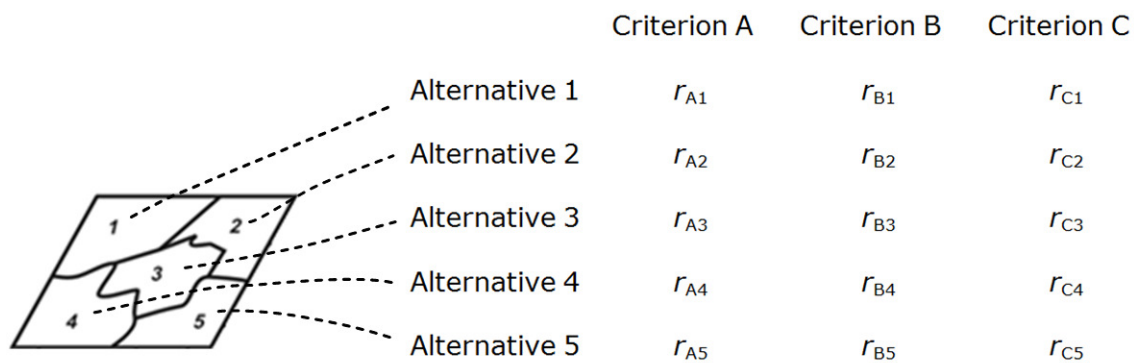 Criterion A Criterion B Criterion C
Alternative 1 rA1 rB1 rC1
Alternative 2 rA2 rB2 rC2
Alternative 3 rA3 rB3 rC3
Alternative 4 rA4 rB4 rC4
Alternative 5 rA5 rB5 rC5
1
2
3
4
5